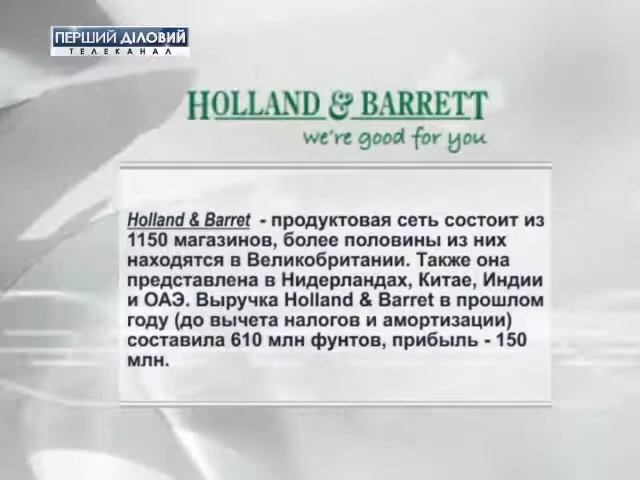 ПЕРШИЙ ДІЛОВИЙ
ТЕЛЕКАНАЛ
HOLLAND & BARRETT
we're good for you
Holland & Barret - продуктовая сеть состоит из
1150 магазинов, более половины из них
находятся в Великобритании. Также она
представлена в Нидерландах, Китае, Индии
и ОАЭ. Выручка Holland & Barret в прошлом
году (до вычета налогов и амортизации)
составила 610 млн фунтов, прибыль - 150
млн.